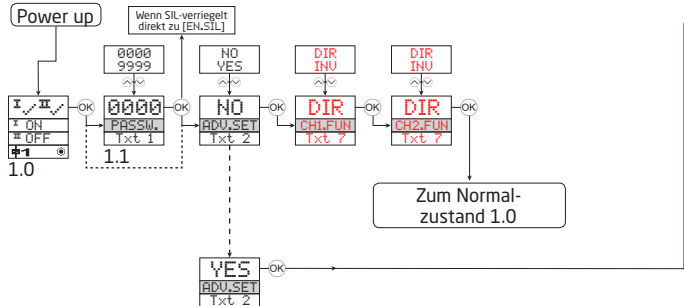 Power up
Wenn SIL-verriegelt
direkt zu [EN.SIL]
0000
9999
NO
YES
DIR
INV
DIR
INV
I ✓ II ✓
I ON
II OFF
1
1.0
OK
0000
PASSW.
Txt 1
1.1
OK
NO
ADV.SET
Txt 2
OK
DIR
CH1.FUN
Txt 7
OK
DIR
CH2.FUN
Txt 7
OK
Zum Normal-
zustand 1.0
YES
ADV.SET
Txt 2
OK